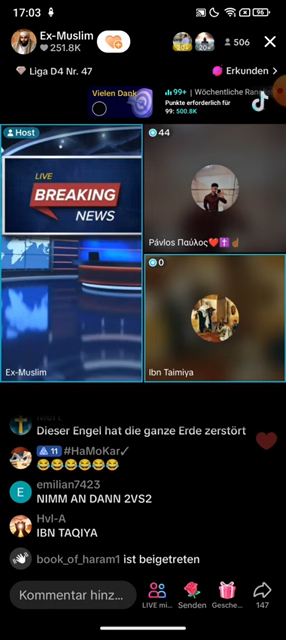 17:03
96
Ex-Muslim
251.8K
20+
20+
506
Liga D4 Nr. 47
Erkunden >
Vielen Dank
99+ | Wöchentliche Rang
Punkte erforderlich für
99: 500.8K
Host
44
LIVE
BREAKING
NEWS
Pávlos Παύλος❤️✝️☝🏾
0
Ex-Muslim
Ibn Taimiya
Dieser Engel hat die ganze Erde zerstört
11 #HaMoKar✓
😂😂😂😂😂😂
E emilian7423
NIMM AN DANN 2VS2
Hvl-A
IBN TAQIYA
book_of_haram1 ist beigetreten
Kommentar hinz...
LIVE mi...
Senden
Gesche...
147